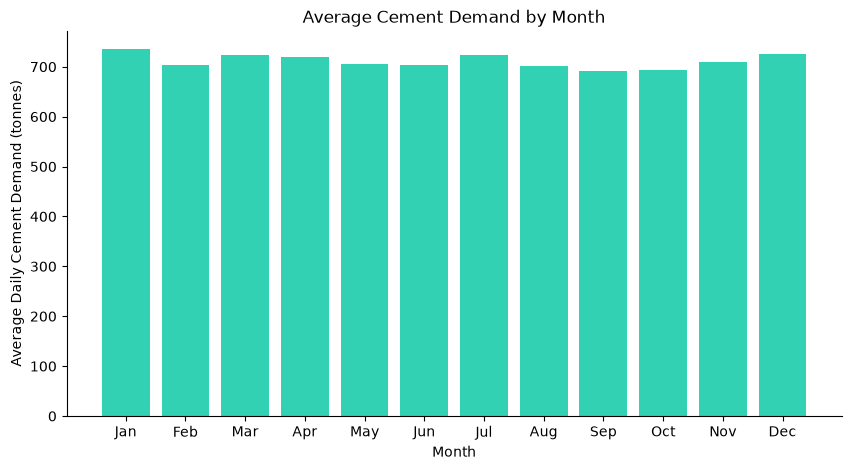 Average Cement Demand by Month
Average Daily Cement Demand (tonnes)
700
600
500
400
300
200
100
0
Jan Feb Mar Apr May Jun Jul Aug Sep Oct Nov Dec
Month